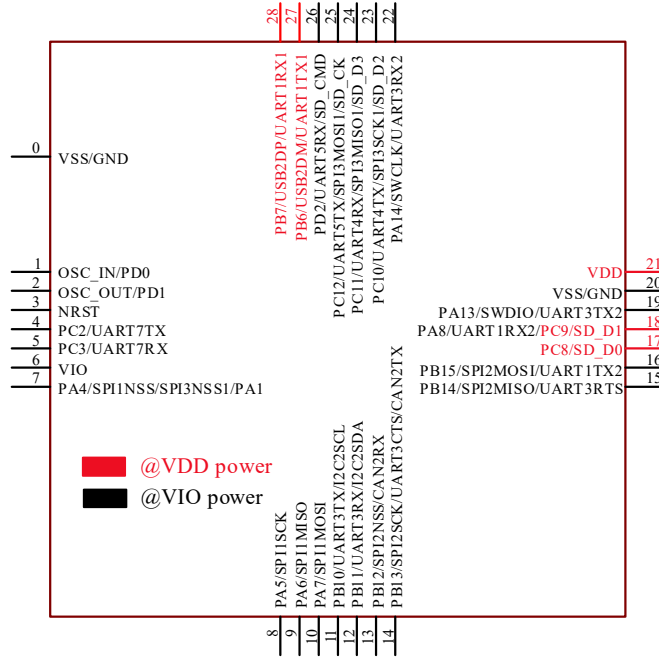 28
27
26
25
24
23
22
PB7/USB2DP/UART1RX1
PB6/USB2DM/UART1TX1
PD2/UART5RX/SD_CMD
PC12/UART5TX/SPI3MOSI1/SD_CK
PC11/UART4RX/SPI3MISO1/SD_D3
PC10/UART4TX/SPI3SCK1/SD_D2
PA14/SWCLK/UART3RX2
0 VSS/GND
1 OSC_IN/PD0
2 OSC_OUT/PD1
3 NRST
4 PC2/UART7TX
5 PC3/UART7RX
6 VIO
7 PA4/SPI1NSS/SPI3NSS1/PA1
VDD 21
VSS/GND 20
PA13/SWDIO/UART3TX2 19
PA8/UART1RX2/PC9/SD_D1 18
PC8/SD_D0 17
PB15/SPI2MOSI/UART1TX2 16
PB14/SPI2MISO/UART3RTS 15
@VDD power
@VIO power
PA5/SPI1SCK
PA6/SPI1MISO
PA7/SPI1MOSI
PB10/UART3TX/I2C2SCL
PB11/UART3RX/I2C2SDA
PB12/SPI2NSS/CAN2RX
PB13/SPI2SCK/UART3CTS/CAN2TX
8
9
10
11
12
13
14